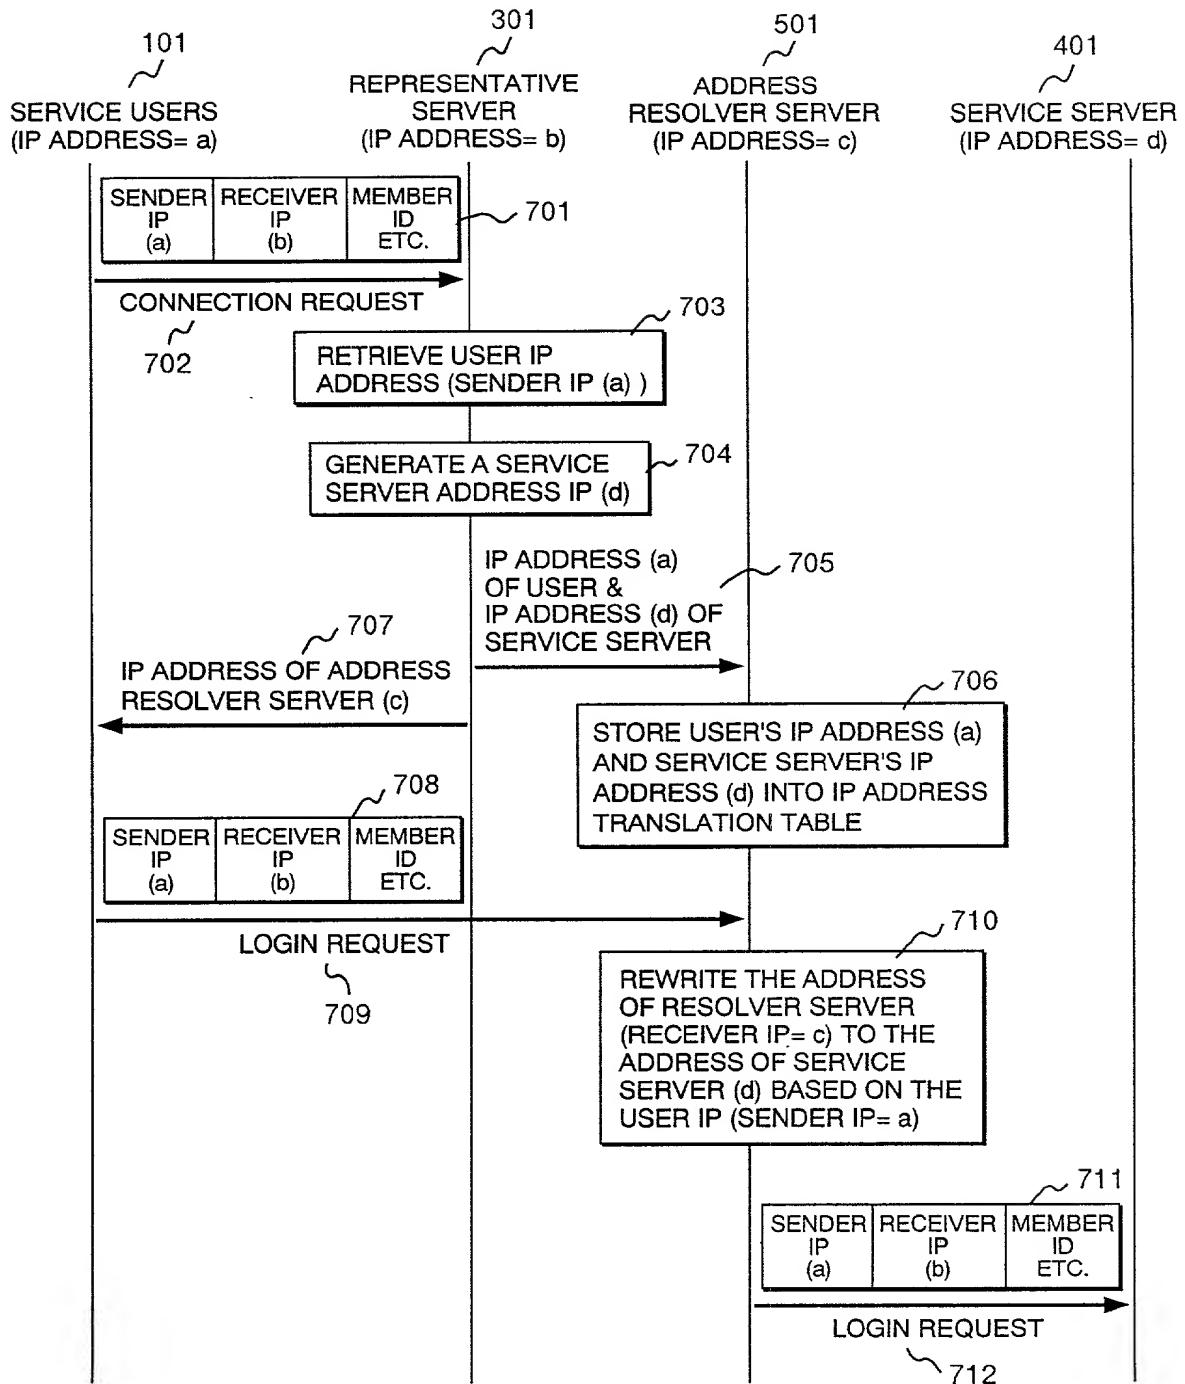 101
SERVICE USERS
(IP ADDRESS= a)
301
REPRESENTATIVE
SERVER
(IP ADDRESS= b)
501
ADDRESS
RESOLVER SERVER
(IP ADDRESS= c)
401
SERVICE SERVER
(IP ADDRESS= d)
SENDER
IP
(a)
RECEIVER
IP
(b)
MEMBER
ID
ETC.
701
CONNECTION REQUEST
702
703
RETRIEVE USER IP
ADDRESS (SENDER IP (a) )
704
GENERATE A SERVICE
SERVER ADDRESS IP (d)
IP ADDRESS (a)
OF USER &
IP ADDRESS (d) OF
SERVICE SERVER
705
707
IP ADDRESS OF ADDRESS
RESOLVER SERVER (c)
706
STORE USER'S IP ADDRESS (a)
AND SERVICE SERVER'S IP
ADDRESS (d) INTO IP ADDRESS
TRANSLATION TABLE
708
SENDER
IP
(a)
RECEIVER
IP
(b)
MEMBER
ID
ETC.
LOGIN REQUEST
709
710
REWRITE THE ADDRESS
OF RESOLVER SERVER
(RECEIVER IP= c) TO THE
ADDRESS OF SERVICE
SERVER (d) BASED ON THE
USER IP (SENDER IP= a)
711
SENDER
IP
(a)
RECEIVER
IP
(b)
MEMBER
ID
ETC.
LOGIN REQUEST
712